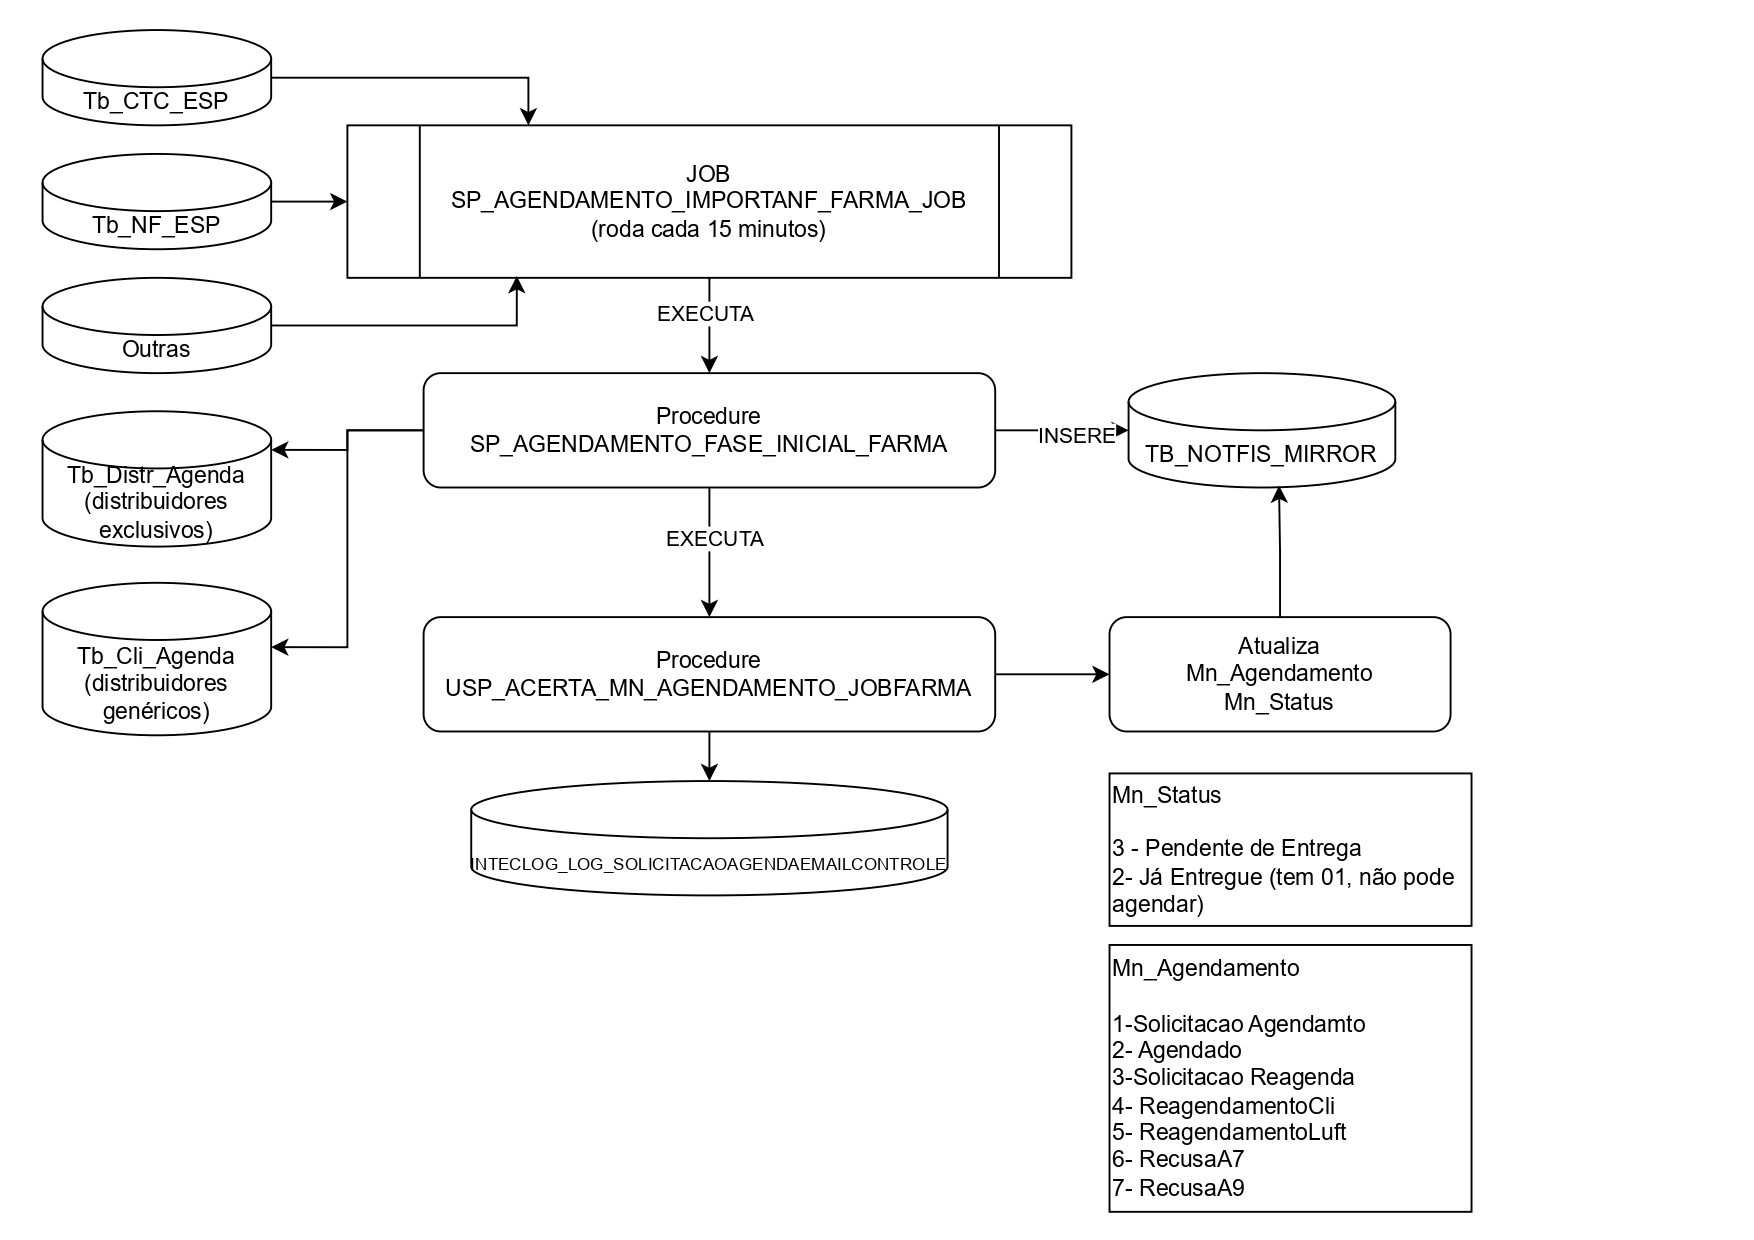 Tb_CTC_ESP
Tb_NF_ESP
Outras
JOB
SP_AGENDAMENTO_IMPORTANF_FARMA_JOB
(roda cada 15 minutos)
EXECUTA
Procedure
SP_AGENDAMENTO_FASE_INICIAL_FARMA
INSERE
TB_NOTFIS_MIRROR
Tb_Distr_Agenda
(distribuidores
exclusivos)
EXECUTA
Tb_Cli_Agenda
(distribuidores
genéricos)
Procedure
USP_ACERTA_MN_AGENDAMENTO_JOBFARMA
Atualiza
Mn_Agendamento
Mn_Status
INTECLOG_LOG_SOLICITACAOAGENDAEMAILCONTROLE
Mn_Status
3 - Pendente de Entrega
2- Já Entregue (tem 01, não pode
agendar)
Mn_Agendamento
1-Solicitacao Agendamto
2- Agendado
3-Solicitacao Reagenda
4- ReagendamentoCli
5- ReagendamentoLuft
6- RecusaA7
7- RecusaA9